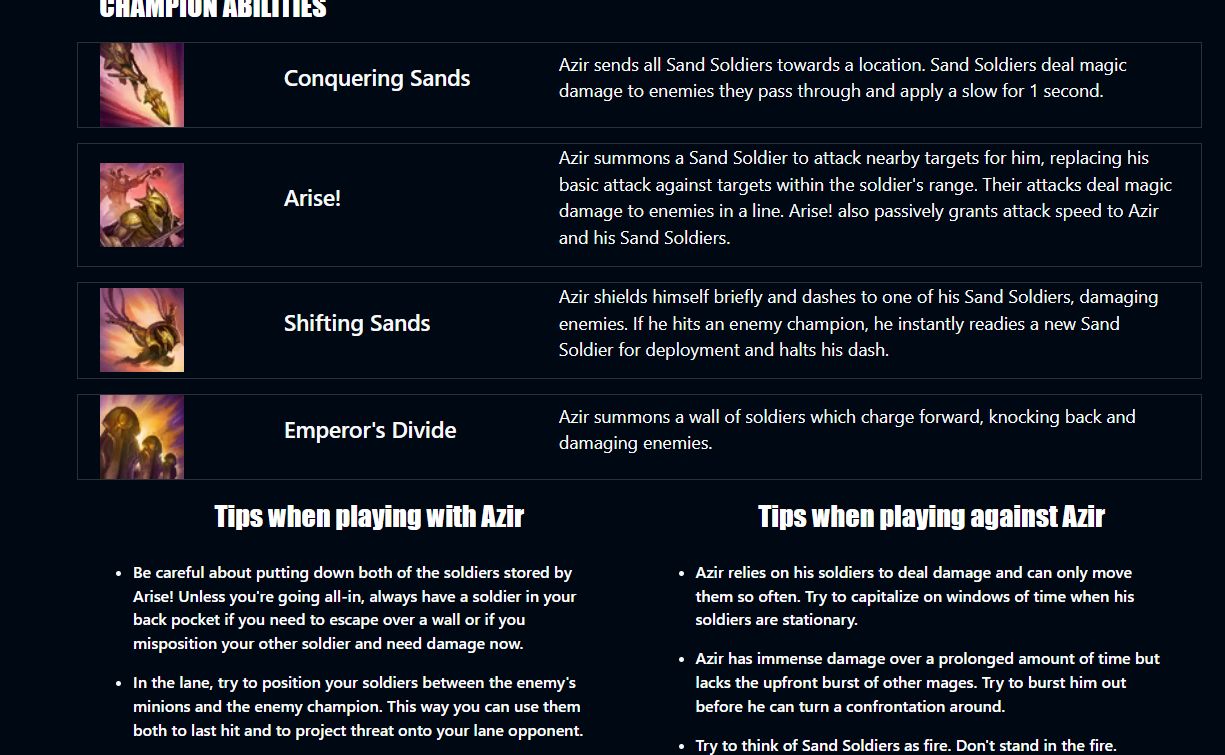 CHAMPION ABILITIES
Conquering Sands
Azir sends all Sand Soldiers towards a location. Sand Soldiers deal magic
damage to enemies they pass through and apply a slow for 1 second.
Arise!
Azir summons a Sand Soldier to attack nearby targets for him, replacing his
basic attack against targets within the soldier's range. Their attacks deal magic
damage to enemies in a line. Arise! also passively grants attack speed to Azir
and his Sand Soldiers.
Shifting Sands
Azir shields himself briefly and dashes to one of his Sand Soldiers, damaging
enemies. If he hits an enemy champion, he instantly readies a new Sand
Soldier for deployment and halts his dash.
Emperor's Divide
Azir summons a wall of soldiers which charge forward, knocking back and
damaging enemies.
Tips when playing with Azir
• Be careful about putting down both of the soldiers stored by
Arise! Unless you're going all-in, always have a soldier in your
back pocket if you need to escape over a wall or if you
misposition your other soldier and need damage now.
• In the lane, try to position your soldiers between the enemy's
minions and the enemy champion. This way you can use them
both to last hit and to project threat onto your lane opponent.
Tips when playing against Azir
• Azir relies on his soldiers to deal damage and can only move
them so often. Try to capitalize on windows of time when his
soldiers are stationary.
• Azir has immense damage over a prolonged amount of time but
lacks the upfront burst of other mages. Try to burst him out
before he can turn a confrontation around.
• Try to think of Sand Soldiers as fire. Don't stand in the fire.